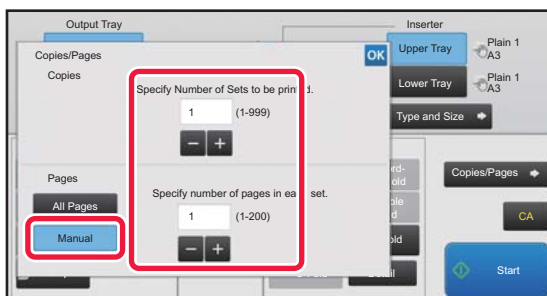 Output Tray
Inserter
Copies/Pages
OK
Upper Tray
Plain 1
A3
Copies
Specify Number of Sets to be print d.
Lower Tray
Plain 1
A3
1
(1-999)
Type and Size
Pages
Specify number of pages in ea set.
Copies/Pages
All Pages
1
(1-200)
CA
Manual
Start